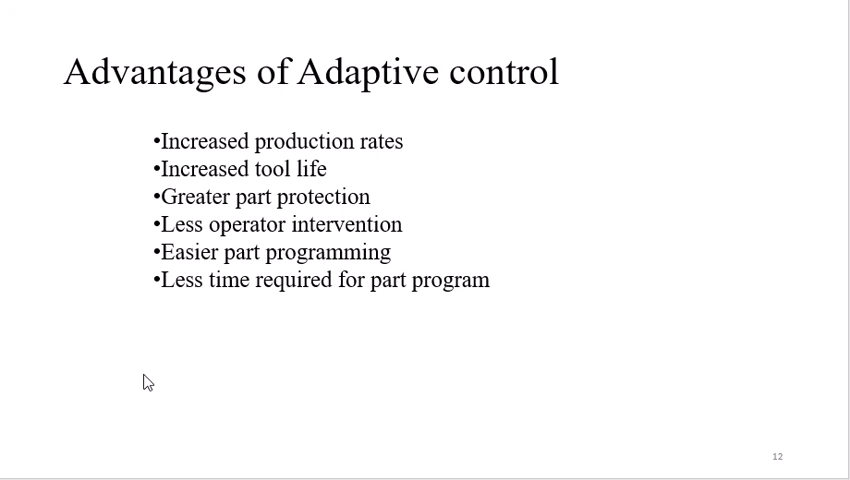 Advantages of Adaptive control
•Increased production rates
•Increased tool life
•Greater part protection
•Less operator intervention
•Easier part programming
•Less time required for part program
12